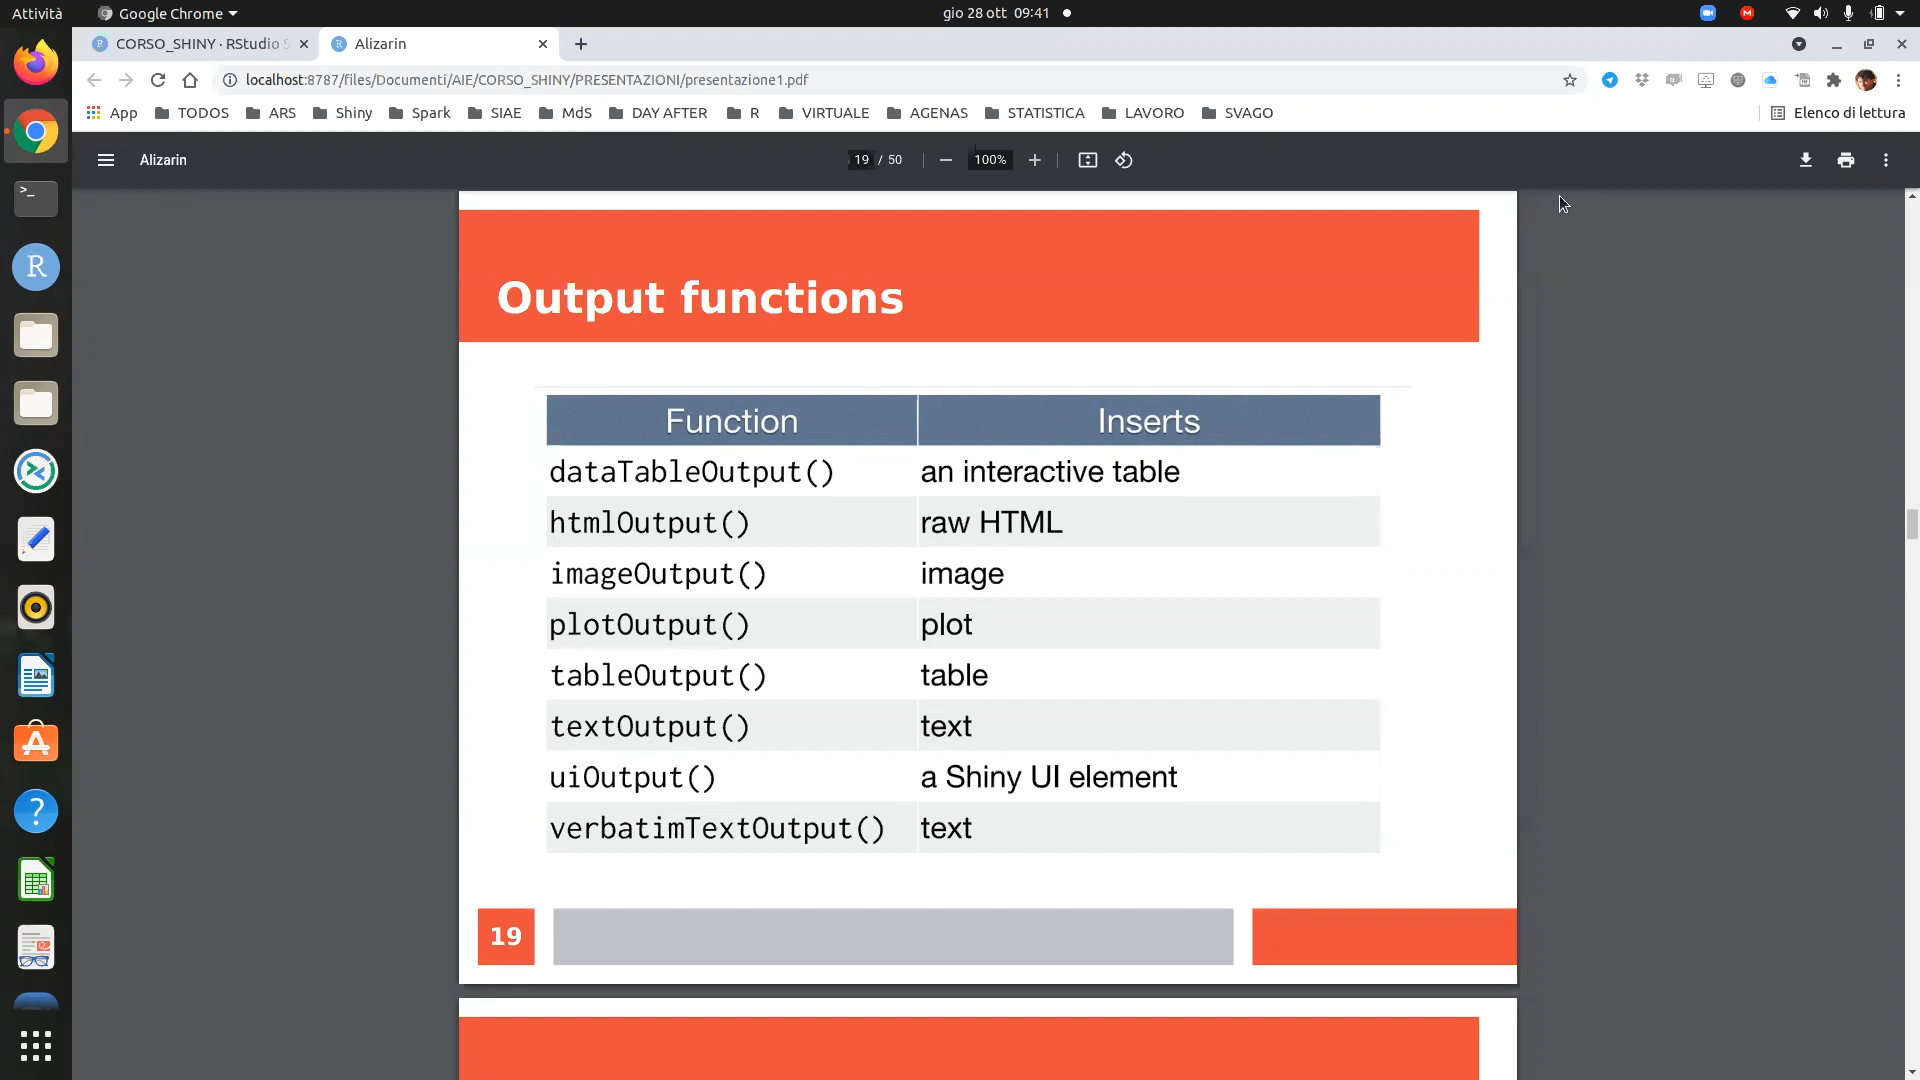 Attività
Google Chrome
gio 28 ott 09:41
CORSO_SHINY · RStudio S
Alizarin
localhost:8787/files/Documenti/AIE/CORSO_SHINY/PRESENTAZIONI/presentazione1.pdf
App TODOS ARS Shiny Spark SIAE MdS DAY AFTER R VIRTUALE AGENAS STATISTICA LAVORO SVAGO Elenco di lettura
Alizarin
19 / 50
100%
Output functions
Function Inserts
dataTableOutput() an interactive table
htmlOutput() raw HTML
imageOutput() image
plotOutput() plot
tableOutput() table
textOutput() text
uiOutput() a Shiny UI element
verbatimTextOutput() text
19